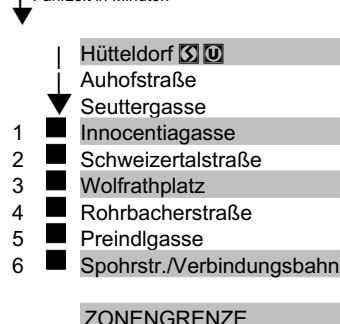 Fahrzeit in Minuten
Hütteldorf S U
Auhofstraße
Seuttergasse
1 Innocentiagasse
2 Schweizertalstraße
3 Wolfrathplatz
4 Rohrbacherstraße
5 Preindlgasse
6 Spohrstr./Verbindungsbahn
ZONENGRENZE